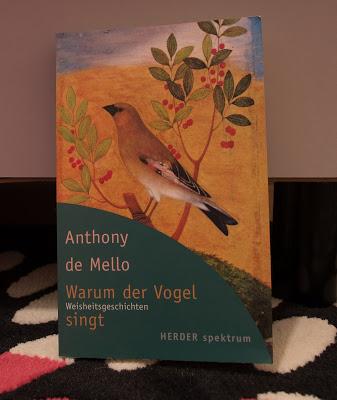 Anthony
de Mello
Warum der Vogel
Weisheitsgeschichten
singt
HERDER spektrum